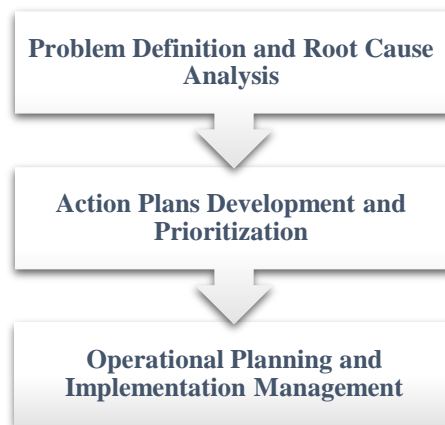 Problem Definition and Root Cause
Analysis
Action Plans Development and
Prioritization
Operational Planning and
Implementation Management